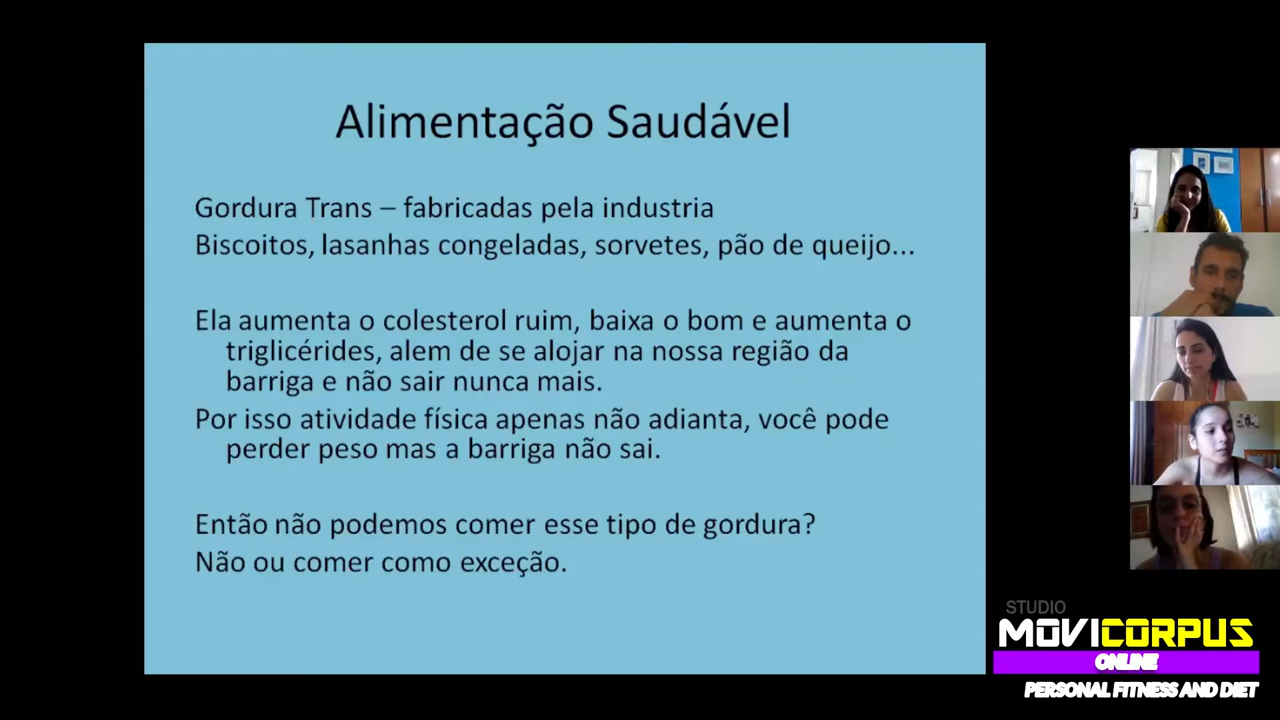 Alimentação Saudável
Gordura Trans – fabricadas pela industria
Biscoitos, lasanhas congeladas, sorvetes, pão de queijo...
Ela aumenta o colesterol ruim, baixa o bom e aumenta o
triglicérides, alem de se alojar na nossa região da
barriga e não sair nunca mais.
Por isso atividade física apenas não adianta, você pode
perder peso mas a barriga não sai.
Então não podemos comer esse tipo de gordura?
Não ou comer como exceção.
STUDIO
MOVICORPUS
ONLINE
PERSONAL FITNESS AND DIET